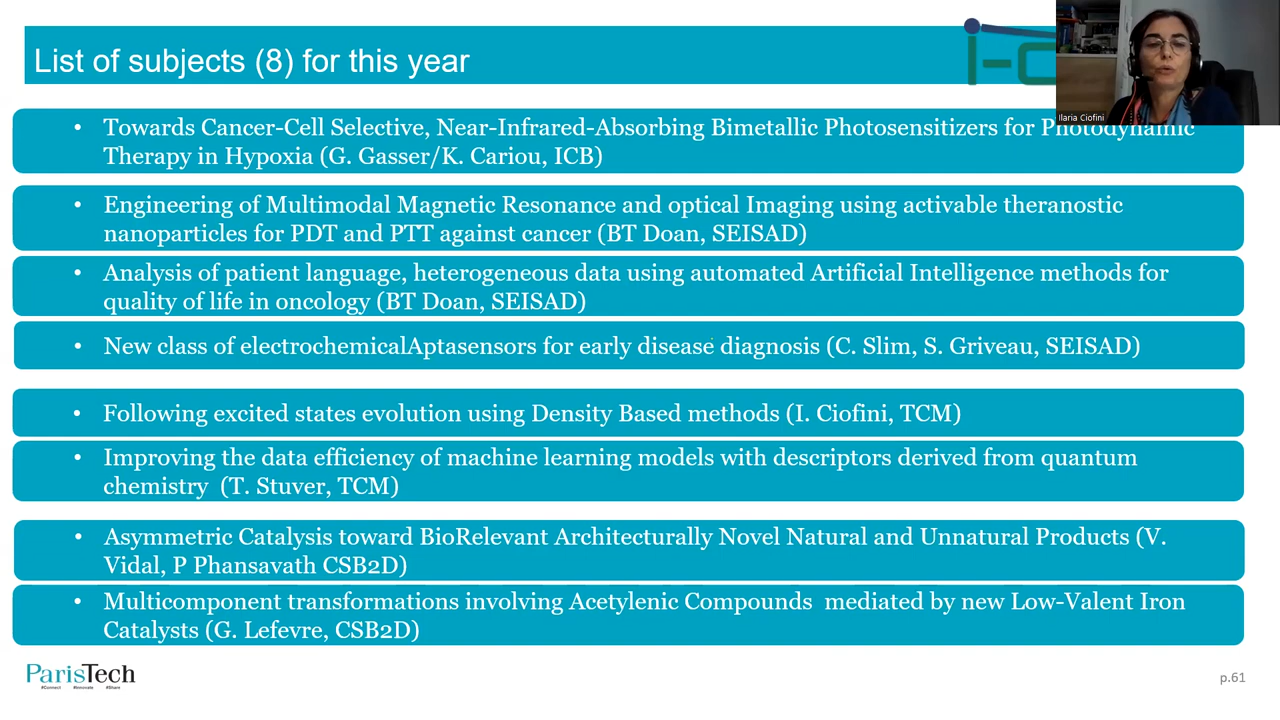 List of subjects (8) for this year
i-C
Ilaria Ciofini
• Towards Cancer-Cell Selective, Near-Infrared-Absorbing Bimetallic Photosensitizers for Photodynamic
Therapy in Hypoxia (G. Gasser/K. Cariou, ICB)
• Engineering of Multimodal Magnetic Resonance and optical Imaging using activable theranostic
nanoparticles for PDT and PTT against cancer (BT Doan, SEISAD)
• Analysis of patient language, heterogeneous data using automated Artificial Intelligence methods for
quality of life in oncology (BT Doan, SEISAD)
• New class of electrochemicalAptasensors for early disease diagnosis (C. Slim, S. Griveau, SEISAD)
• Following excited states evolution using Density Based methods (I. Ciofini, TCM)
• Improving the data efficiency of machine learning models with descriptors derived from quantum
chemistry (T. Stuver, TCM)
• Asymmetric Catalysis toward BioRelevant Architecturally Novel Natural and Unnatural Products (V.
Vidal, P Phansavath CSB2D)
• Multicomponent transformations involving Acetylenic Compounds mediated by new Low-Valent Iron
Catalysts (G. Lefevre, CSB2D)
ParisTech
#Connect #Innovate #Share
p.61